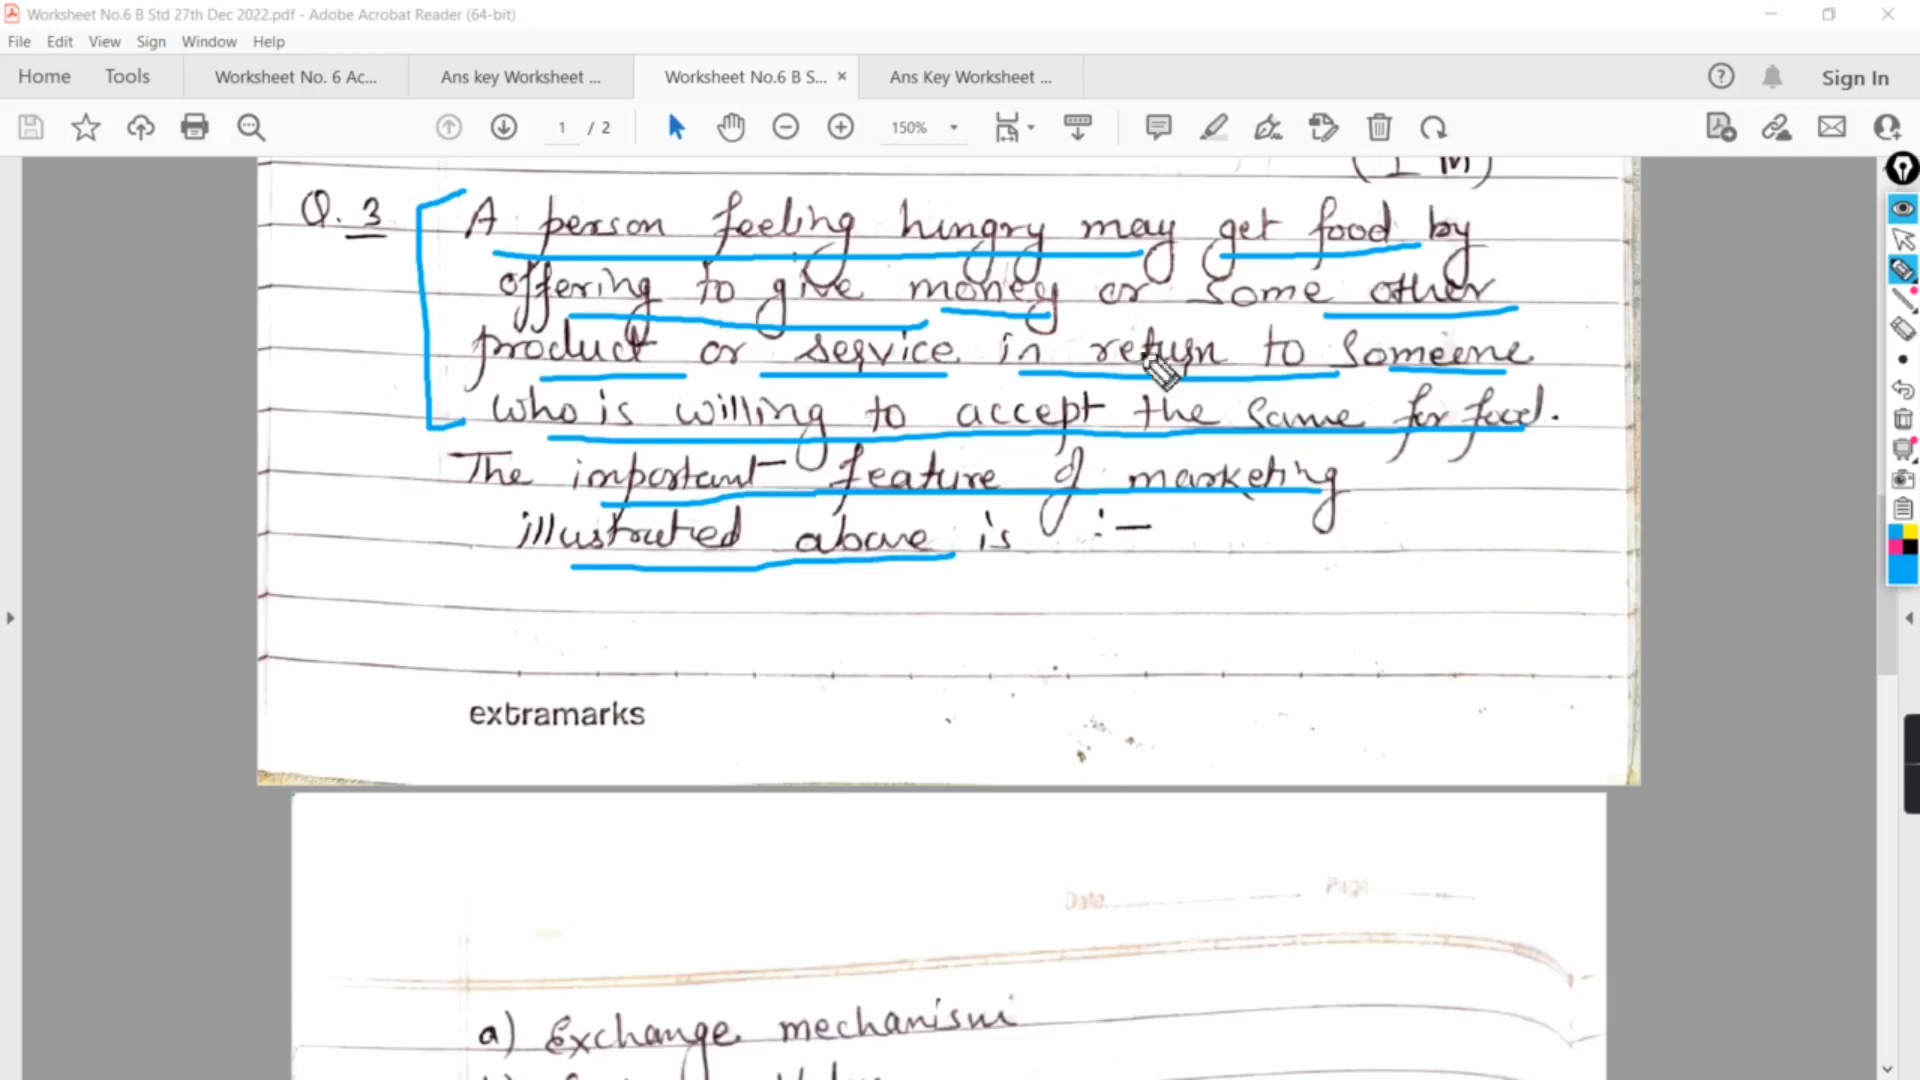 Worksheet No.6 B Std 27th Dec 2022.pdf - Adobe Acrobat Reader (64-bit)
File Edit View Sign Window Help
Home Tools Worksheet No. 6 Ac... Ans key Worksheet ... Worksheet No.6 B S... × Ans Key Worksheet ... Sign In
1 / 2 150%
(1 M)
Q. 3 A person feeling hungry may get food by
offering to give money or some other
product or service in return to someone
who is willing to accept the same for food.
The important feature of marketing
illustrated above is :-
extramarks
Date Page
a) Exchange mechanism